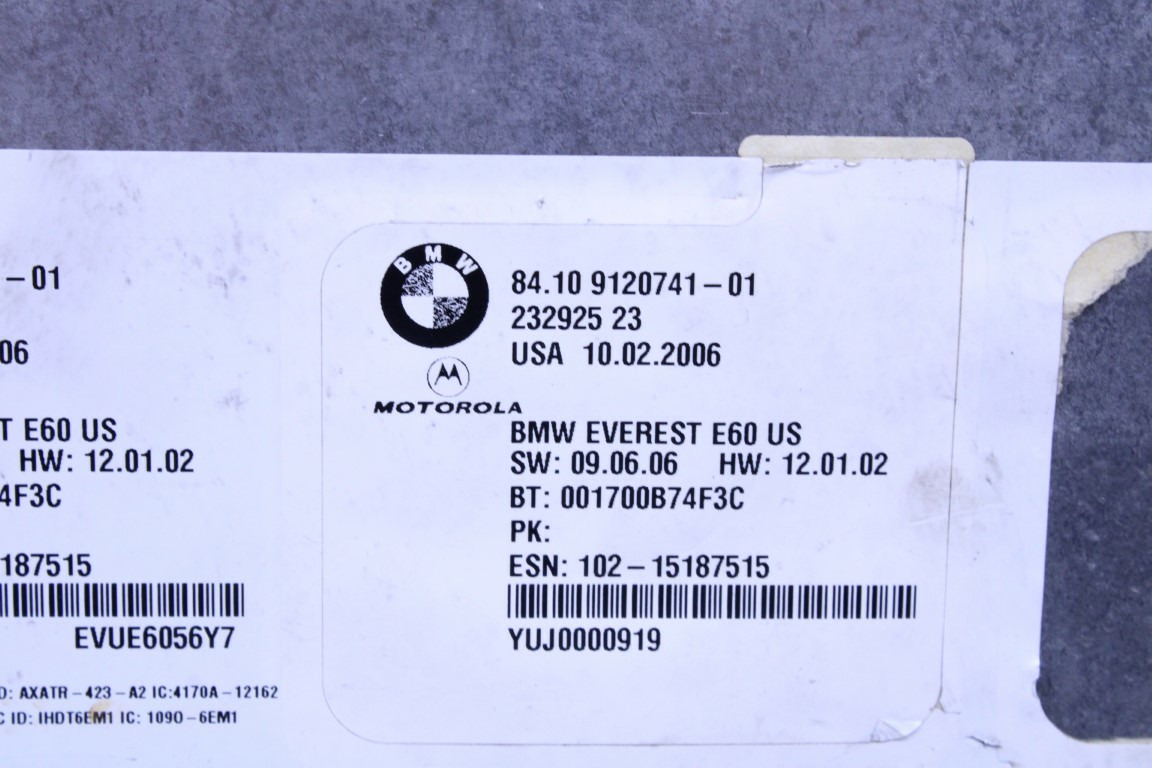 -01
06
T E60 US
HW: 12.01.02
4F3C
187515
EVUE6056Y7
D: AXATR-423-A2 IC:4170A-12162
C ID: IHDT6EM1 IC: 1090-6EM1
BMW
84.10 9120741-01
232925 23
USA 10.02.2006
MOTOROLA
BMW EVEREST E60 US
SW: 09.06.06 HW: 12.01.02
BT: 001700B74F3C
PK:
ESN: 102-15187515
YUJ0000919